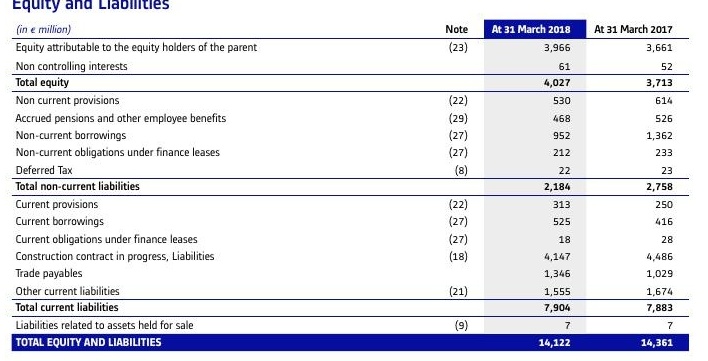 Equity and Liabilities
(in € million) Note At 31 March 2018 At 31 March 2017
Equity attributable to the equity holders of the parent (23) 3,966 3,661
Non controlling interests 61 52
Total equity 4,027 3,713
Non current provisions (22) 530 614
Accrued pensions and other employee benefits (29) 468 526
Non-current borrowings (27) 952 1,362
Non-current obligations under finance leases (27) 212 233
Deferred Tax (8) 22 23
Total non-current liabilities 2,184 2,758
Current provisions (22) 313 250
Current borrowings (27) 525 416
Current obligations under finance leases (27) 18 28
Construction contract in progress, Liabilities (18) 4,147 4,486
Trade payables 1,346 1,029
Other current liabilities (21) 1,555 1,674
Total current liabilities 7,904 7,883
Liabilities related to assets held for sale (9) 7 7
TOTAL EQUITY AND LIABILITIES 14,122 14,361